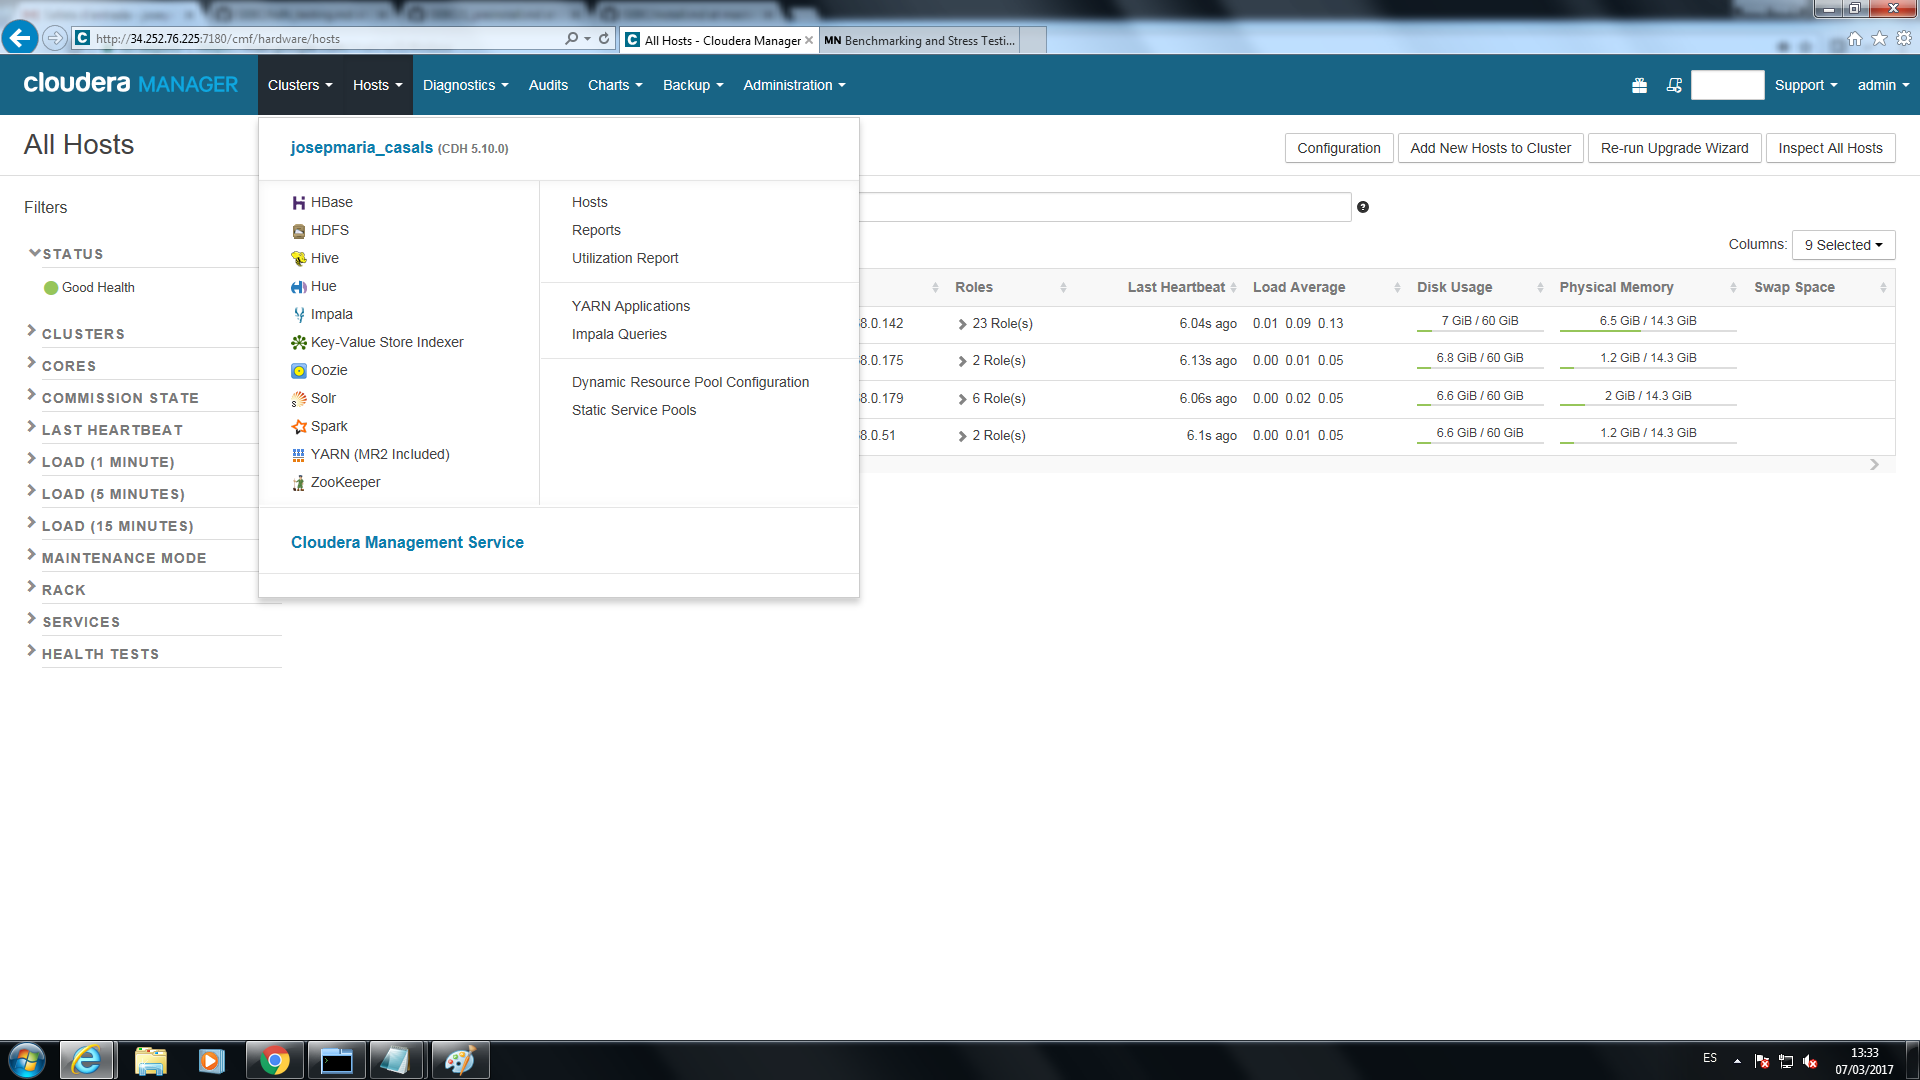 http://34.252.76.225:7180/cmf/hardware/hosts
All Hosts - Cloudera Manager
MN Benchmarking and Stress Testi...
cloudera MANAGER
Clusters
Hosts
Diagnostics
Audits
Charts
Backup
Administration
Support
admin
All Hosts
Configuration
Add New Hosts to Cluster
Re-run Upgrade Wizard
Inspect All Hosts
josepmaria_casals (CDH 5.10.0)
HBase
HDFS
Hive
Hue
Impala
Key-Value Store Indexer
Oozie
Solr
Spark
YARN (MR2 Included)
ZooKeeper
Hosts
Reports
Utilization Report
YARN Applications
Impala Queries
Dynamic Resource Pool Configuration
Static Service Pools
Cloudera Management Service
Filters
STATUS
Good Health
CLUSTERS
CORES
COMMISSION STATE
LAST HEARTBEAT
LOAD (1 MINUTE)
LOAD (5 MINUTES)
LOAD (15 MINUTES)
MAINTENANCE MODE
RACK
SERVICES
HEALTH TESTS
Columns: 9 Selected
Roles Last Heartbeat Load Average Disk Usage Physical Memory Swap Space
8.0.142 23 Role(s) 6.04s ago 0.01 0.09 0.13 7 GiB / 60 GiB 6.5 GiB / 14.3 GiB
8.0.175 2 Role(s) 6.13s ago 0.00 0.01 0.05 6.8 GiB / 60 GiB 1.2 GiB / 14.3 GiB
8.0.179 6 Role(s) 6.06s ago 0.00 0.02 0.05 6.6 GiB / 60 GiB 2 GiB / 14.3 GiB
8.0.51 2 Role(s) 6.1s ago 0.00 0.01 0.05 6.6 GiB / 60 GiB 1.2 GiB / 14.3 GiB
ES
13:33
07/03/2017